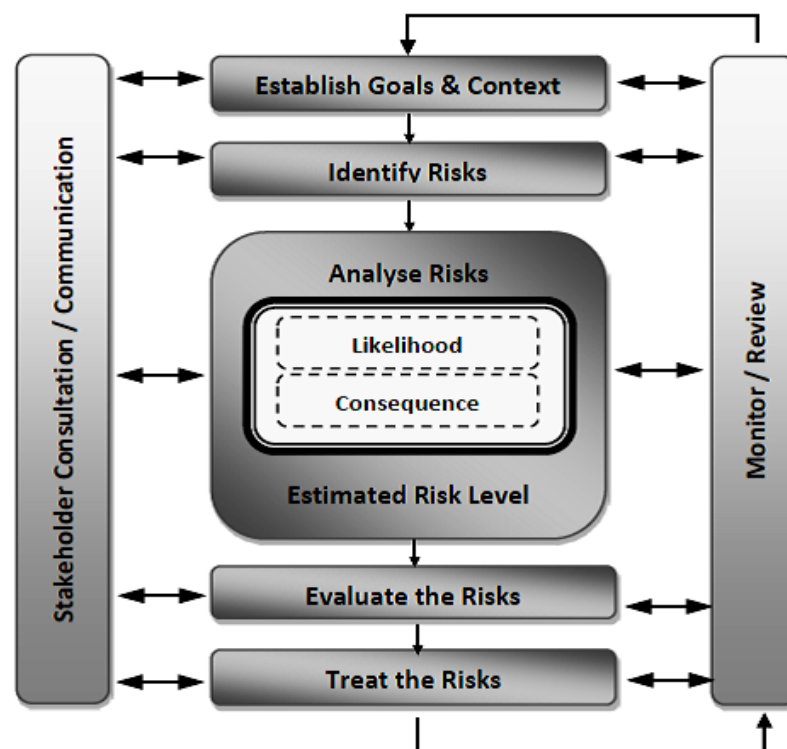 Establish Goals & Context
Identify Risks
Analyse Risks
Likelihood
Consequence
Estimated Risk Level
Evaluate the Risks
Treat the Risks
Stakeholder Consultation / Communication
Monitor / Review